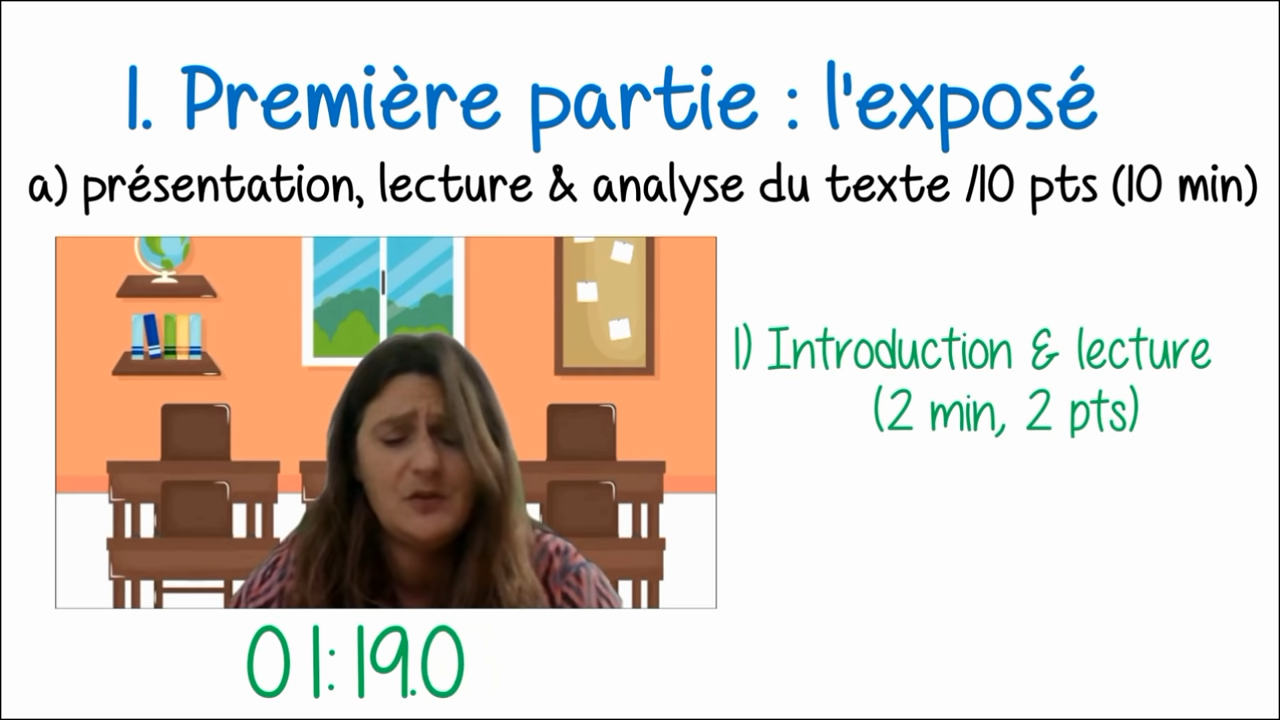 I. Première partie : l'exposé
a) présentation, lecture & analyse du texte /10 pts (10 min)
1) Introduction & lecture
(2 min, 2 pts)
01:19.0